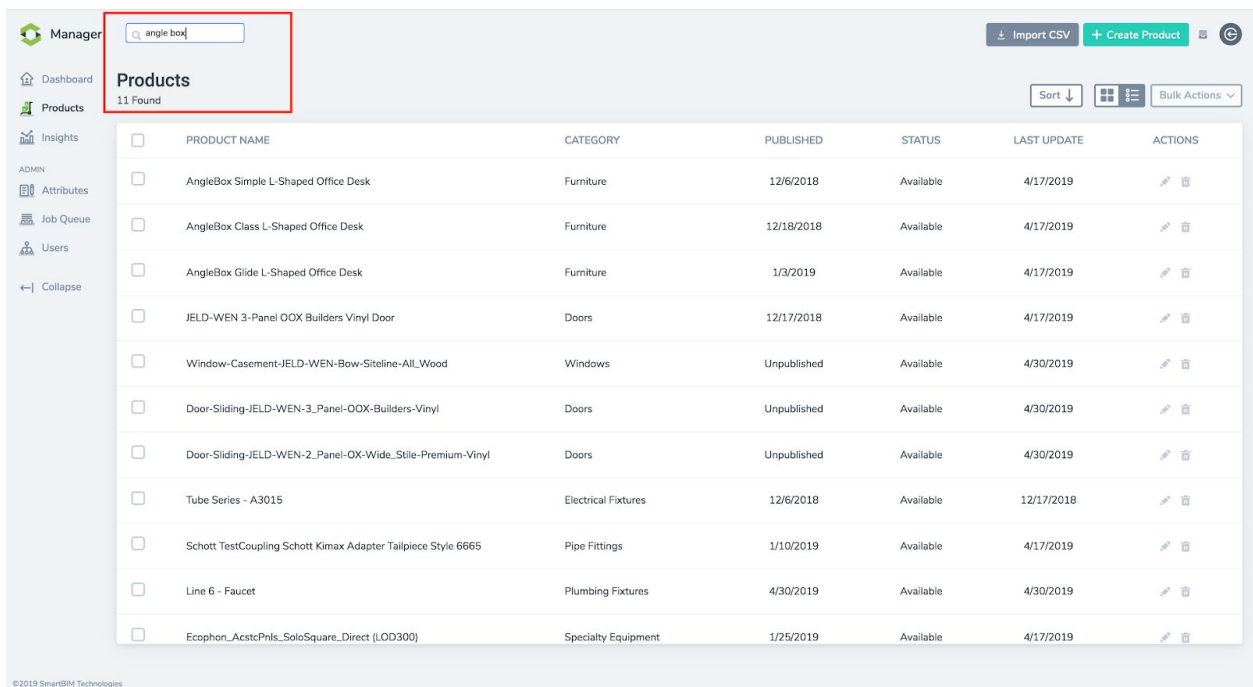 Manager
angle box
Import CSV
+ Create Product
Dashboard
Products
Insights
ADMIN
Attributes
Job Queue
Users
Collapse
Products
11 Found
Sort ↓
Bulk Actions
PRODUCT NAME CATEGORY PUBLISHED STATUS LAST UPDATE ACTIONS
AngleBox Simple L-Shaped Office Desk Furniture 12/6/2018 Available 4/17/2019
AngleBox Class L-Shaped Office Desk Furniture 12/18/2018 Available 4/17/2019
AngleBox Glide L-Shaped Office Desk Furniture 1/3/2019 Available 4/17/2019
JELD-WEN 3-Panel OOX Builders Vinyl Door Doors 12/17/2018 Available 4/17/2019
Window-Casement-JELD-WEN-Bow-Siteline-All_Wood Windows Unpublished Available 4/30/2019
Door-Sliding-JELD-WEN-3_Panel-OOX-Builders-Vinyl Doors Unpublished Available 4/30/2019
Door-Sliding-JELD-WEN-2_Panel-OX-Wide_Stile-Premium-Vinyl Doors Unpublished Available 4/30/2019
Tube Series - A3015 Electrical Fixtures 12/6/2018 Available 12/17/2018
Schott TestCoupling Schott Kimax Adapter Tailpiece Style 6665 Pipe Fittings 1/10/2019 Available 4/17/2019
Line 6 - Faucet Plumbing Fixtures 4/30/2019 Available 4/30/2019
Ecophon_AcstcPnls_SoloSquare_Direct (LOD300) Specialty Equipment 1/25/2019 Available 4/17/2019
©2019 SmartBIM Technologies